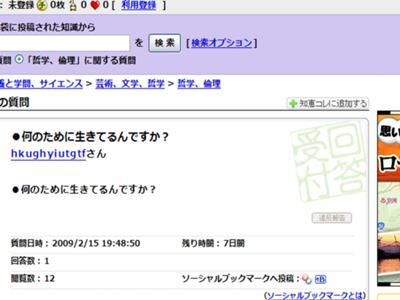 未登録 0枚 0 0 [ 利用登録 ]
袋に投稿された知識から
検索 [検索オプション]
質問 「哲学、倫理」に関する質問
養と学問、サイエンス > 芸術、文学、哲学 > 哲学、倫理
の質問
知恵コレに追加する
●何のために生きてるんですか？
hkughyiutgtfさん
回答受付
●何のために生きてるんですか？
違反報告
質問日時：2009/2/15 19:48:50 残り時間：7日間
回答数：1
閲覧数：12 ソーシャルブックマークへ投稿：
(ソーシャルブックマークとは)
思い
ロ